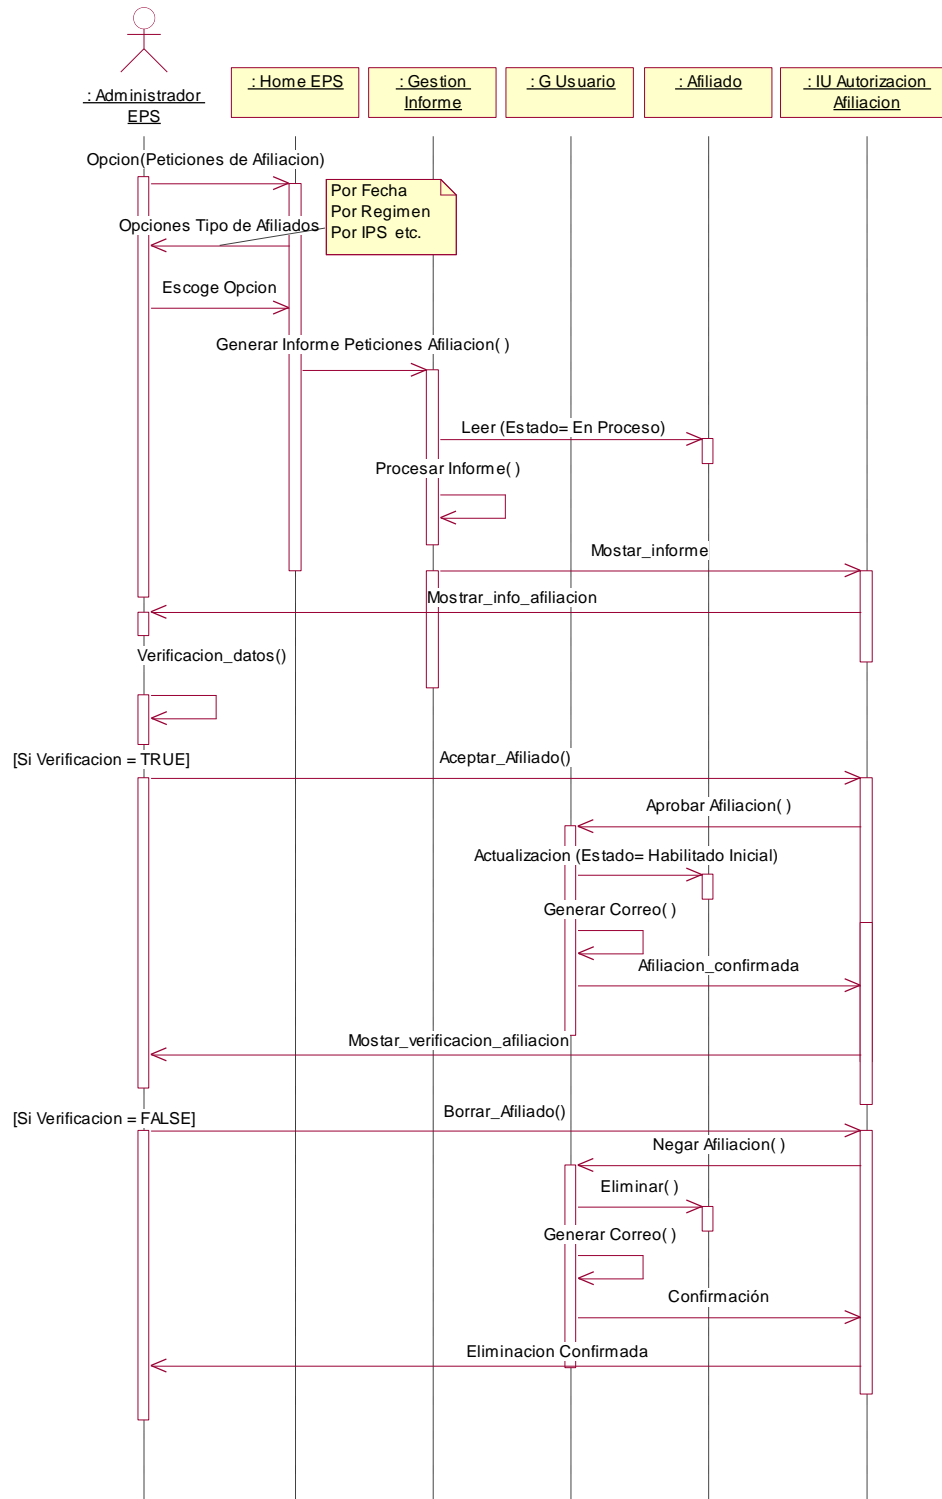 : Administrador
EPS
: Home EPS
: Gestion
Informe
: G Usuario
: Afiliado
: IU Autorizacion
Afiliacion
Opcion(Peticiones de Afiliacion)
Por Fecha
Por Regimen
Por IPS etc.
Opciones Tipo de Afiliados
Escoge Opcion
Generar Informe Peticiones Afiliacion( )
Leer (Estado= En Proceso)
Procesar Informe( )
Mostar_informe
Mostrar_info_afiliacion
Verificacion_datos()
[Si Verificacion = TRUE]
Aceptar_Afiliado()
Aprobar Afiliacion( )
Actualizacion (Estado= Habilitado Inicial)
Generar Correo( )
Afiliacion_confirmada
Mostar_verificacion_afiliacion
[Si Verificacion = FALSE]
Borrar_Afiliado()
Negar Afiliacion( )
Eliminar( )
Generar Correo( )
Confirmación
Eliminacion Confirmada